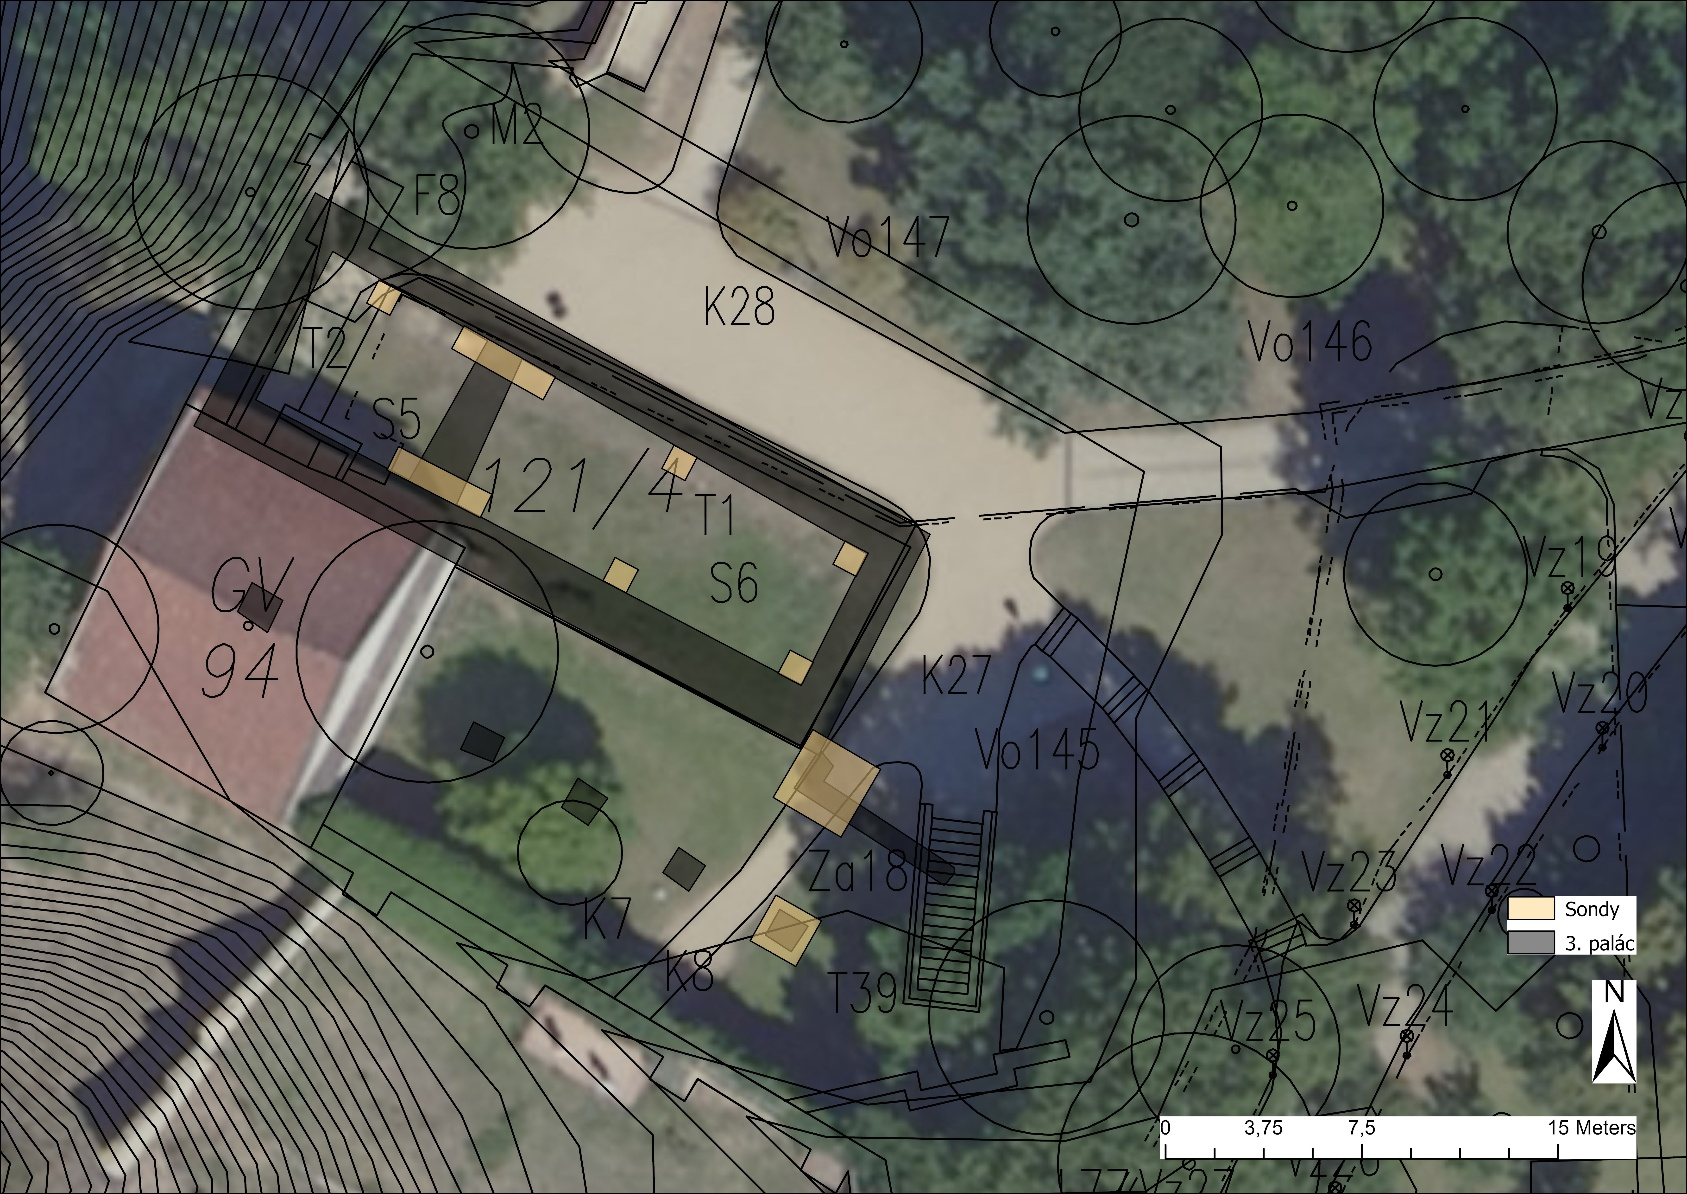 M2
F8
Vo147
K28
T2
Vo146
S5
121/4
T1
S6
Vz19
GV
94
K27
Vz20
Vz21
Vo145
Za18
Vz23
Vz22
K7
Sondy
3. palác
K8
T39
Vz25
Vz24
N
0 3,75 7,5 15 Meters